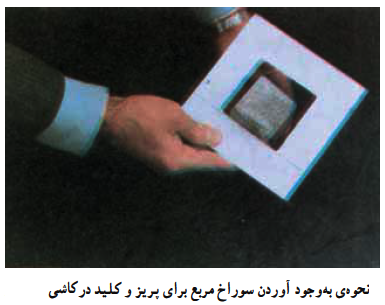 نحوه‌ی به‌وجود آوردن سوراخ مربع برای پریز و کلید در کاشی